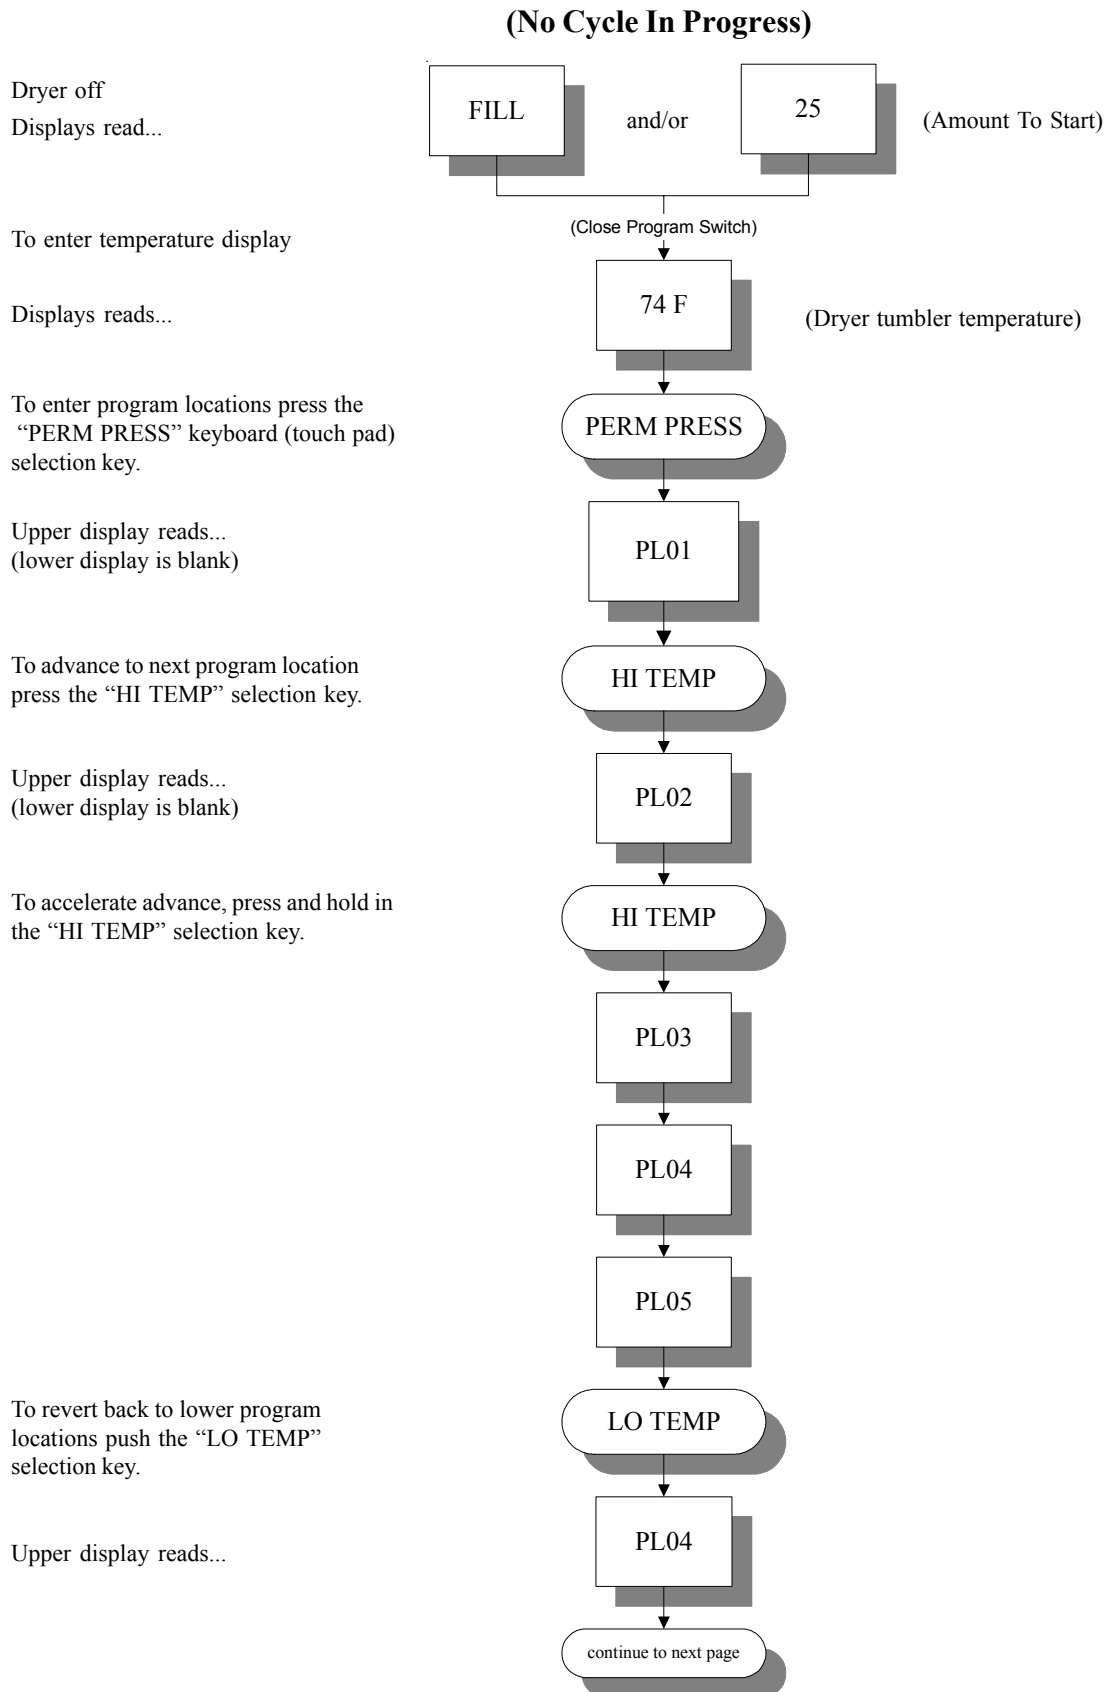 (No Cycle In Progress)
Dryer off
Displays read...
FILL
and/or
25
(Amount To Start)
(Close Program Switch)
To enter temperature display
Displays reads...
74 F
(Dryer tumbler temperature)
To enter program locations press the
“PERM PRESS” keyboard (touch pad)
selection key.
PERM PRESS
Upper display reads...
(lower display is blank)
PL01
To advance to next program location
press the “HI TEMP” selection key.
HI TEMP
Upper display reads...
(lower display is blank)
PL02
To accelerate advance, press and hold in
the “HI TEMP” selection key.
HI TEMP
PL03
PL04
PL05
To revert back to lower program
locations push the “LO TEMP”
selection key.
LO TEMP
Upper display reads...
PL04
continue to next page